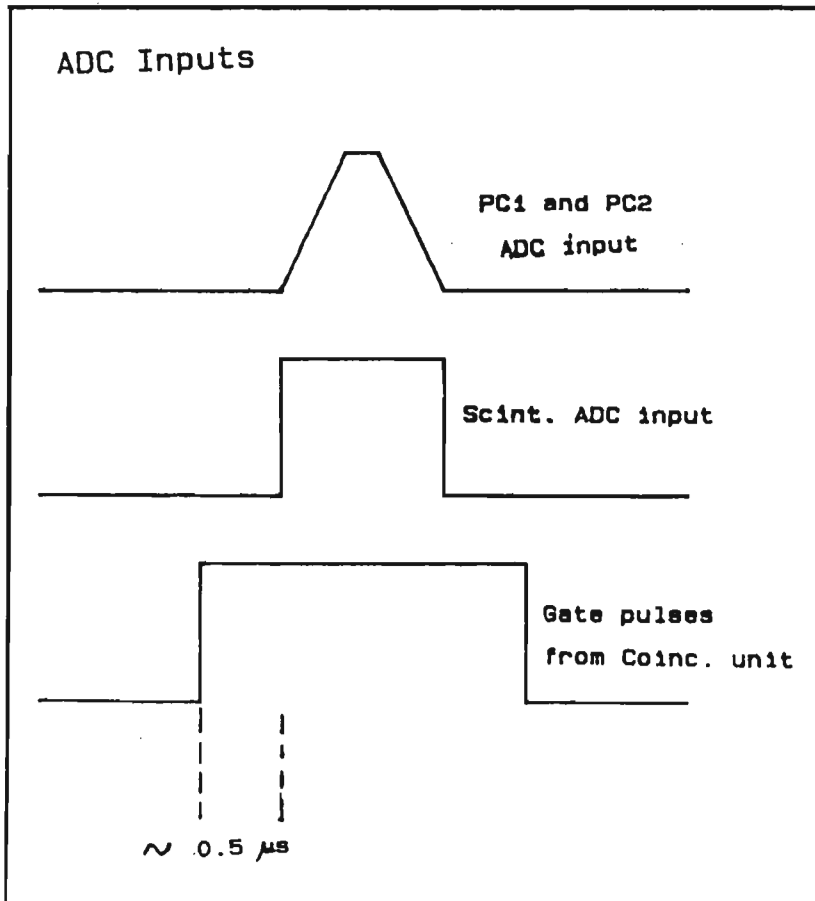 ADC Inputs
PC1 and PC2
ADC input
Scint. ADC input
Gate pulses
from Coinc. unit
~ 0.5 μs